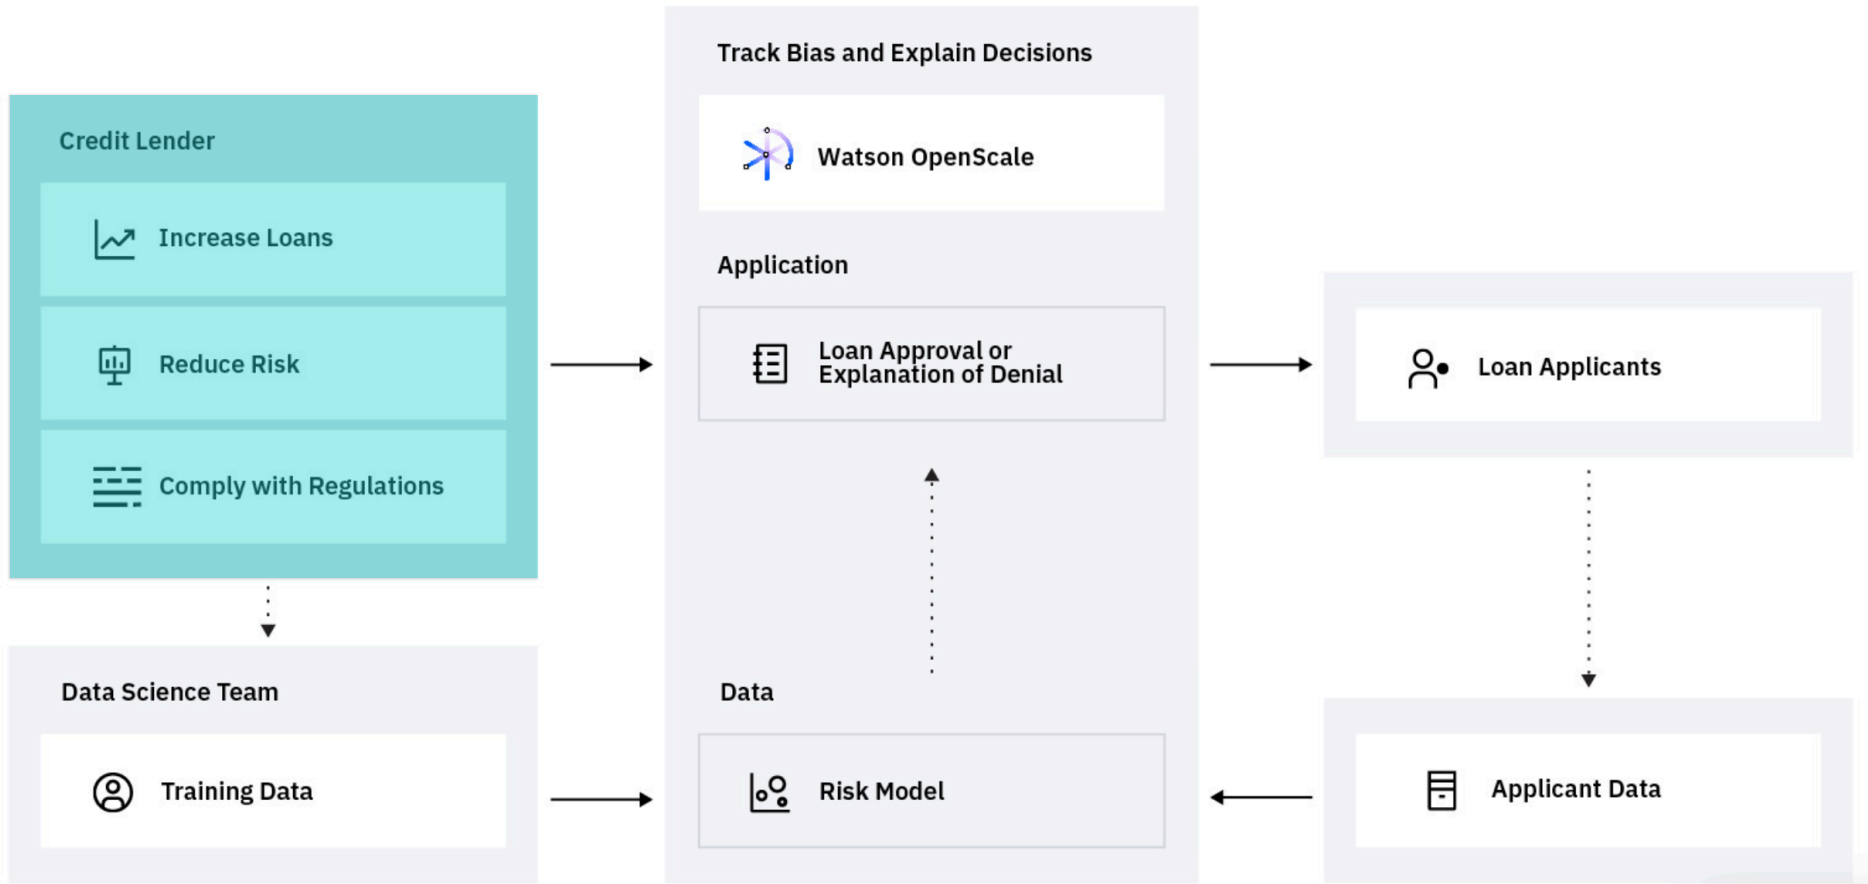 Credit Lender
Increase Loans
Reduce Risk
Comply with Regulations
Data Science Team
Training Data
Track Bias and Explain Decisions
Watson OpenScale
Application
Loan Approval or
Explanation of Denial
Data
Risk Model
Loan Applicants
Applicant Data